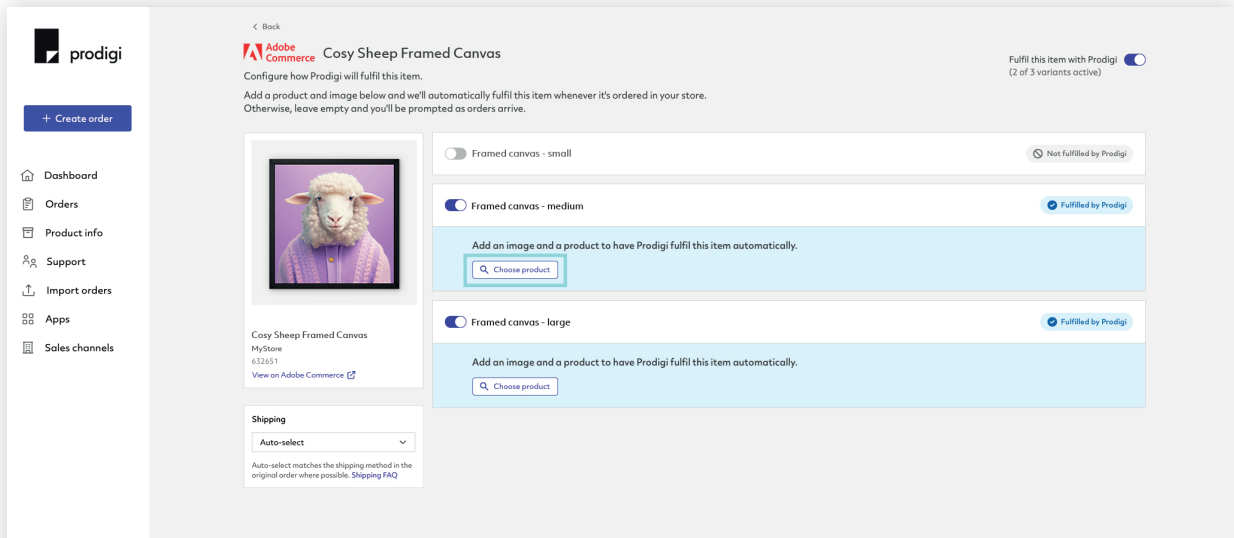 prodigi
+ Create order
Dashboard
Orders
Product info
Support
Import orders
Apps
Sales channels
< Back
Adobe Commerce Cosy Sheep Framed Canvas
Configure how Prodigi will fulfil this item.
Add a product and image below and we'll automatically fulfil this item whenever it's ordered in your store.
Otherwise, leave empty and you'll be prompted as orders arrive.
Fulfil this item with Prodigi
(2 of 3 variants active)
Cosy Sheep Framed Canvas
MyStore
632651
View on Adobe Commerce
Shipping
Auto-select
Auto-select matches the shipping method in the
original order where possible. Shipping FAQ
Framed canvas - small
Not fulfilled by Prodigi
Framed canvas - medium
Fulfilled by Prodigi
Add an image and a product to have Prodigi fulfil this item automatically.
Choose product
Framed canvas - large
Fulfilled by Prodigi
Add an image and a product to have Prodigi fulfil this item automatically.
Choose product